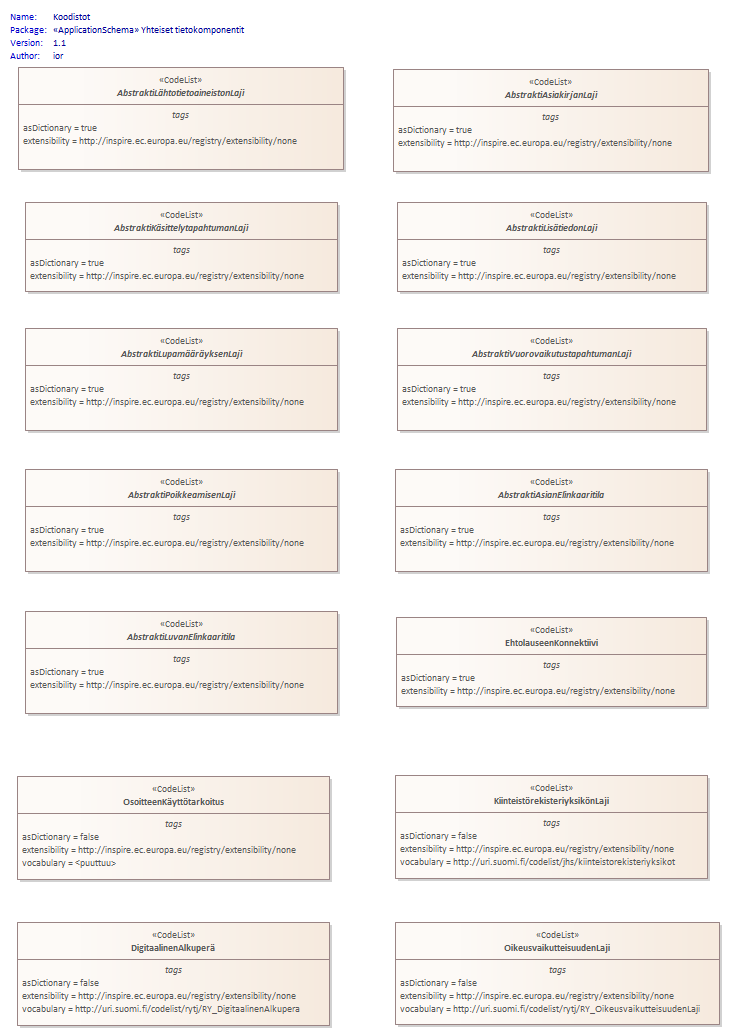 Name: Koodistot
Package: «ApplicationSchema» Yhteiset tietokomponentit
Version: 1.1
Author: ior
«CodeList»
AbstraktiLähtötietoaineistonLaji
tags
asDictionary = true
extensibility = http://inspire.ec.europa.eu/registry/extensibility/none
«CodeList»
AbstraktiAsiakirjanLaji
tags
asDictionary = true
extensibility = http://inspire.ec.europa.eu/registry/extensibility/none
«CodeList»
AbstraktiKäsittelytapahtumanLaji
tags
asDictionary = true
extensibility = http://inspire.ec.europa.eu/registry/extensibility/none
«CodeList»
AbstraktiLisätiedonLaji
tags
asDictionary = true
extensibility = http://inspire.ec.europa.eu/registry/extensibility/none
«CodeList»
AbstraktiLupamääräyksenLaji
tags
asDictionary = true
extensibility = http://inspire.ec.europa.eu/registry/extensibility/none
«CodeList»
AbstraktiVuorovaikutustapahtumanLaji
tags
asDictionary = true
extensibility = http://inspire.ec.europa.eu/registry/extensibility/none
«CodeList»
AbstraktiPoikkeamisenLaji
tags
asDictionary = true
extensibility = http://inspire.ec.europa.eu/registry/extensibility/none
«CodeList»
AbstraktiAsianElinkaaritila
tags
asDictionary = true
extensibility = http://inspire.ec.europa.eu/registry/extensibility/none
«CodeList»
AbstraktiLuvanElinkaaritila
tags
asDictionary = true
extensibility = http://inspire.ec.europa.eu/registry/extensibility/none
«CodeList»
EhtolauseenKonnektiivi
tags
asDictionary = true
extensibility = http://inspire.ec.europa.eu/registry/extensibility/none
«CodeList»
OsoitteenKäyttötarkoitus
tags
asDictionary = false
extensibility = http://inspire.ec.europa.eu/registry/extensibility/none
vocabulary = <puuttuu>
«CodeList»
KiinteistörekisteriyksikönLaji
tags
asDictionary = false
extensibility = http://inspire.ec.europa.eu/registry/extensibility/none
vocabulary = http://uri.suomi.fi/codelist/jhs/kiinteistorekisteriyksikot
«CodeList»
DigitaalinenAlkuperä
tags
asDictionary = false
extensibility = http://inspire.ec.europa.eu/registry/extensibility/none
vocabulary = http://uri.suomi.fi/codelist/rytj/RY_DigitaalinenAlkupera
«CodeList»
OikeusvaikutteisuudenLaji
tags
asDictionary = false
extensibility = http://inspire.ec.europa.eu/registry/extensibility/none
vocabulary = http://uri.suomi.fi/codelist/rytj/RY_OikeusvaikutteisuudenLaji